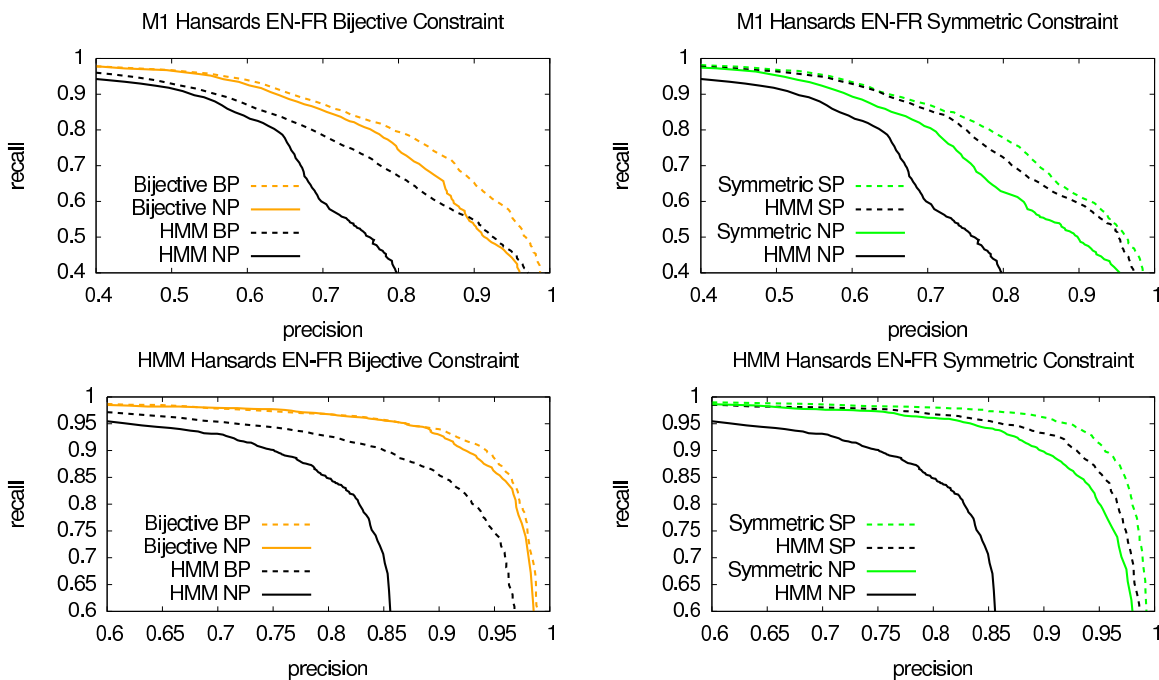 M1 Hansards EN-FR Bijective Constraint
1
0.9
0.8
0.7
0.6
0.5
0.4
recall
Bijective BP
Bijective NP
HMM BP
HMM NP
0.4 0.5 0.6 0.7 0.8 0.9 1
precision
M1 Hansards EN-FR Symmetric Constraint
1
0.9
0.8
0.7
0.6
0.5
0.4
recall
Symmetric SP
HMM SP
Symmetric NP
HMM NP
0.4 0.5 0.6 0.7 0.8 0.9 1
precision
HMM Hansards EN-FR Bijective Constraint
1
0.95
0.9
0.85
0.8
0.75
0.7
0.65
0.6
recall
Bijective BP
Bijective NP
HMM BP
HMM NP
0.6 0.65 0.7 0.75 0.8 0.85 0.9 0.95 1
precision
HMM Hansards EN-FR Symmetric Constraint
1
0.95
0.9
0.85
0.8
0.75
0.7
0.65
0.6
recall
Symmetric SP
HMM SP
Symmetric NP
HMM NP
0.6 0.65 0.7 0.75 0.8 0.85 0.9 0.95 1
precision